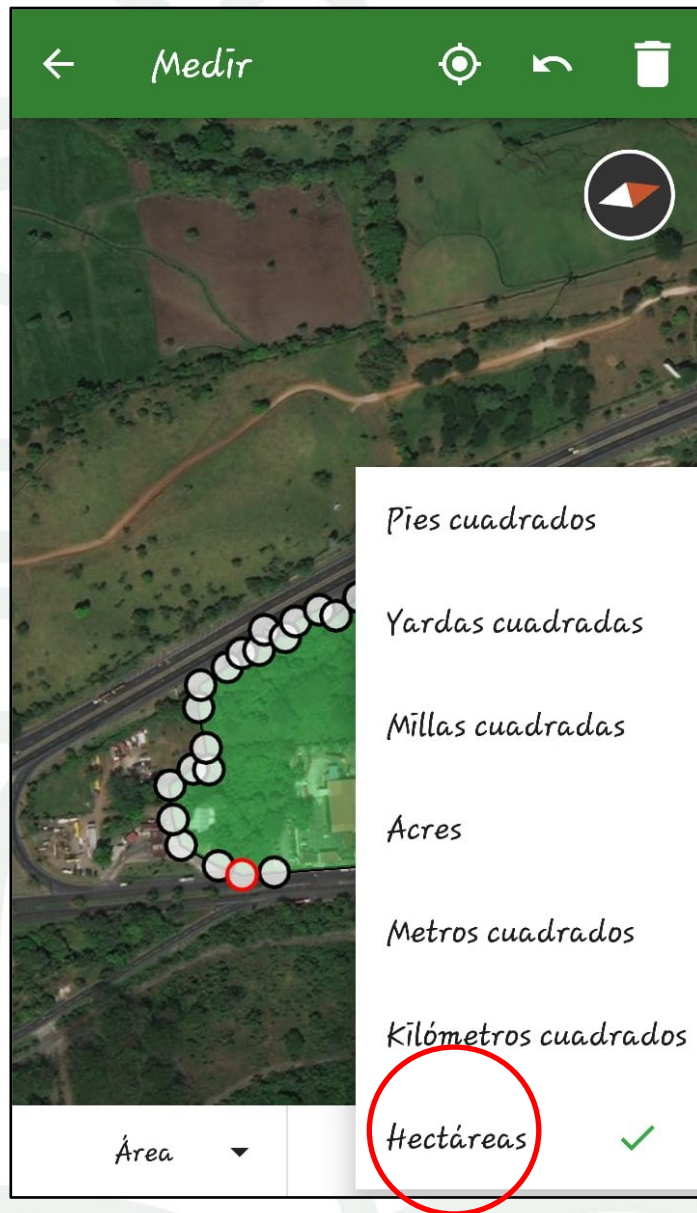 Medir
Pies cuadrados
Yardas cuadradas
Millas cuadradas
Acres
Metros cuadrados
Kilómetros cuadrados
Hectáreas
Área